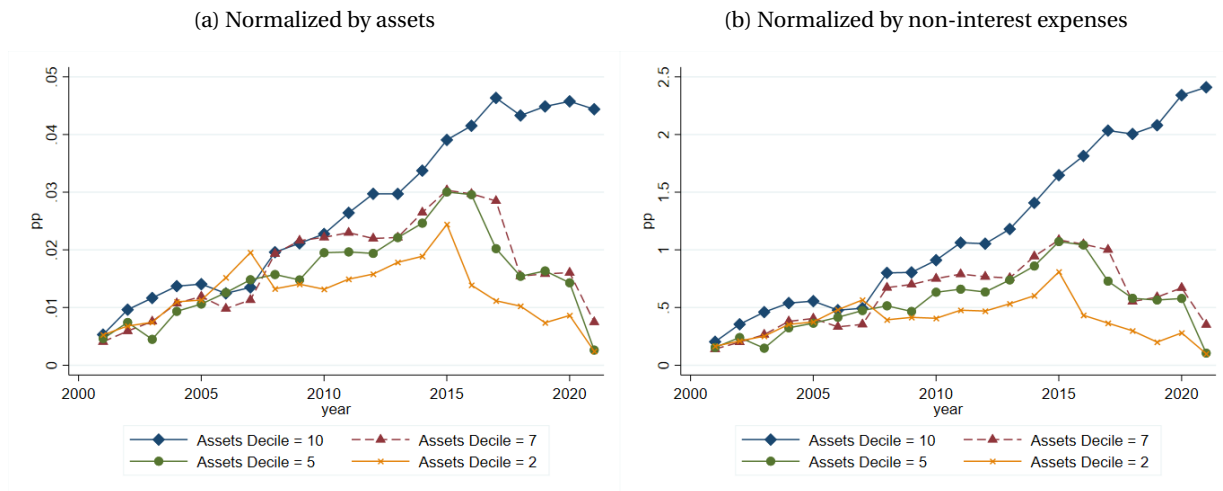 (a) Normalized by assets
.05
.04
.03
.02
.01
0
pp
2000 2005 2010 2015 2020
year
Assets Decile = 10 Assets Decile = 7
Assets Decile = 5 Assets Decile = 2
(b) Normalized by non-interest expenses
2.5
2
1.5
1
.5
0
pp
2000 2005 2010 2015 2020
year
Assets Decile = 10 Assets Decile = 7
Assets Decile = 5 Assets Decile = 2